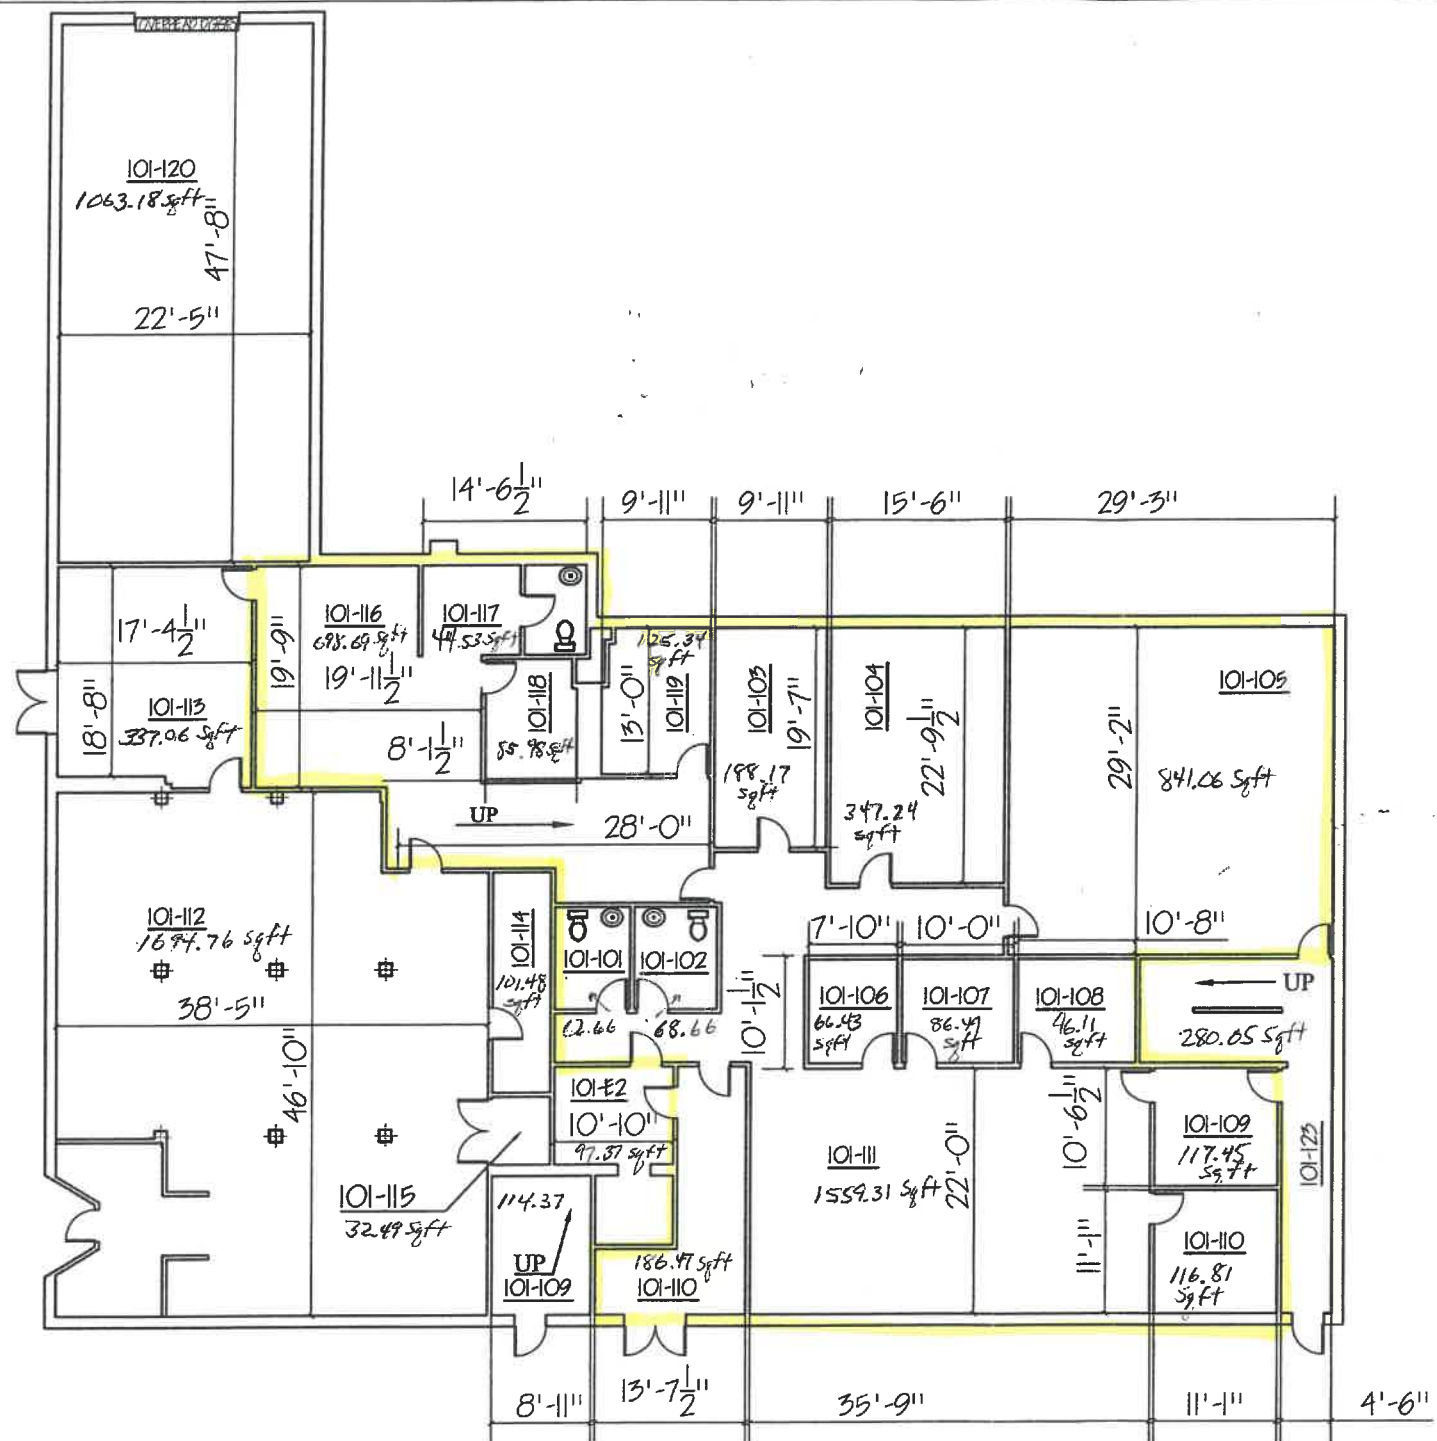 OVERHEAD DOORS
101-120
1063.18 sqft
47'-8"
22'-5"
14'-6 1/2"
9'-11"
9'-11"
15'-6"
29'-3"
17'-4 1/2"
18'-8"
101-113
337.06 sqft
19'-9"
101-116
698.69 sqft
19'-11 1/2"
8'-1 1/2"
101-117
44.53 sqft
101-118
85.98 sqft
125.34
sqft
13'-0"
101-119
101-103
19'-7"
188.17
sqft
101-104
22'-9 1/2"
347.24
sqft
101-105
29'-2"
841.06 sqft
UP
28'-0"
101-112
1694.76 sqft
38'-5"
46'-10"
101-114
101.48
sqft
101-101
62.66
101-102
68.66
7'-10"
10'-0"
10'-8"
10'-1 1/2"
101-106
66.43
sqft
101-107
86.49
sqft
101-108
96.11
sqft
UP
280.05 sqft
101-E2
10'-10"
97.37 sqft
101-115
32.49 sqft
114.37
UP
101-109
186.47 sqft
101-110
101-111
1559.31 sqft
22'-0"
10'-6 1/2"
11'-1"
101-109
117.45
sqft
101-110
116.81
sqft
101-123
8'-11"
13'-7 1/2"
35'-9"
11'-1"
4'-6"